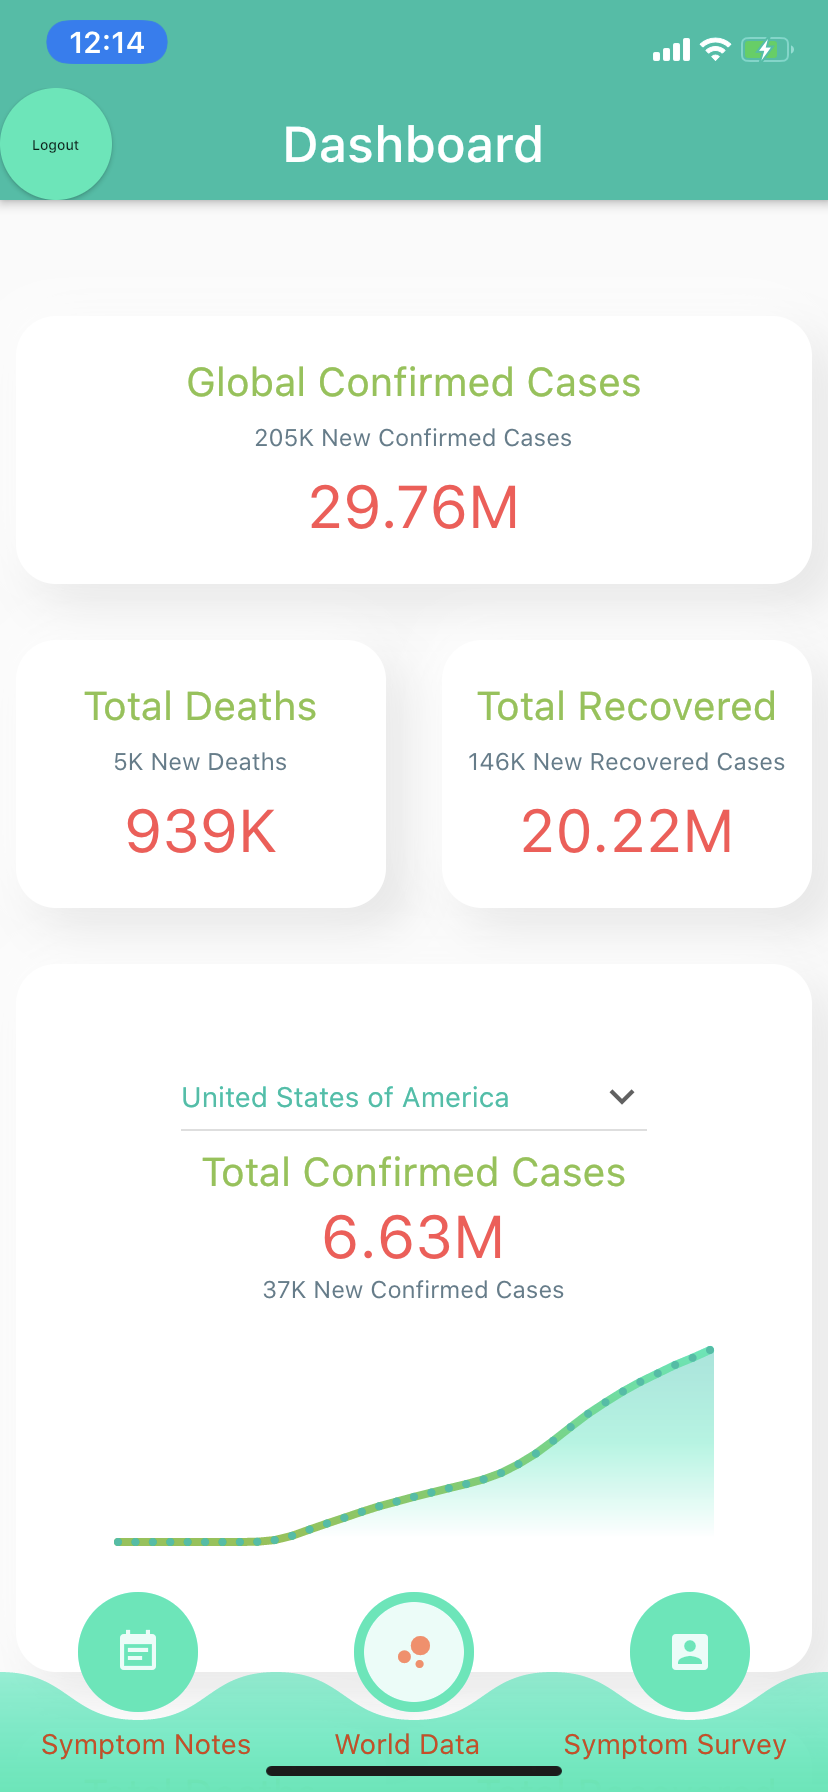 12:14
Logout
Dashboard
Global Confirmed Cases
205K New Confirmed Cases
29.76M
Total Deaths
5K New Deaths
939K
Total Recovered
146K New Recovered Cases
20.22M
United States of America
Total Confirmed Cases
6.63M
37K New Confirmed Cases
Symptom Notes
World Data
Symptom Survey